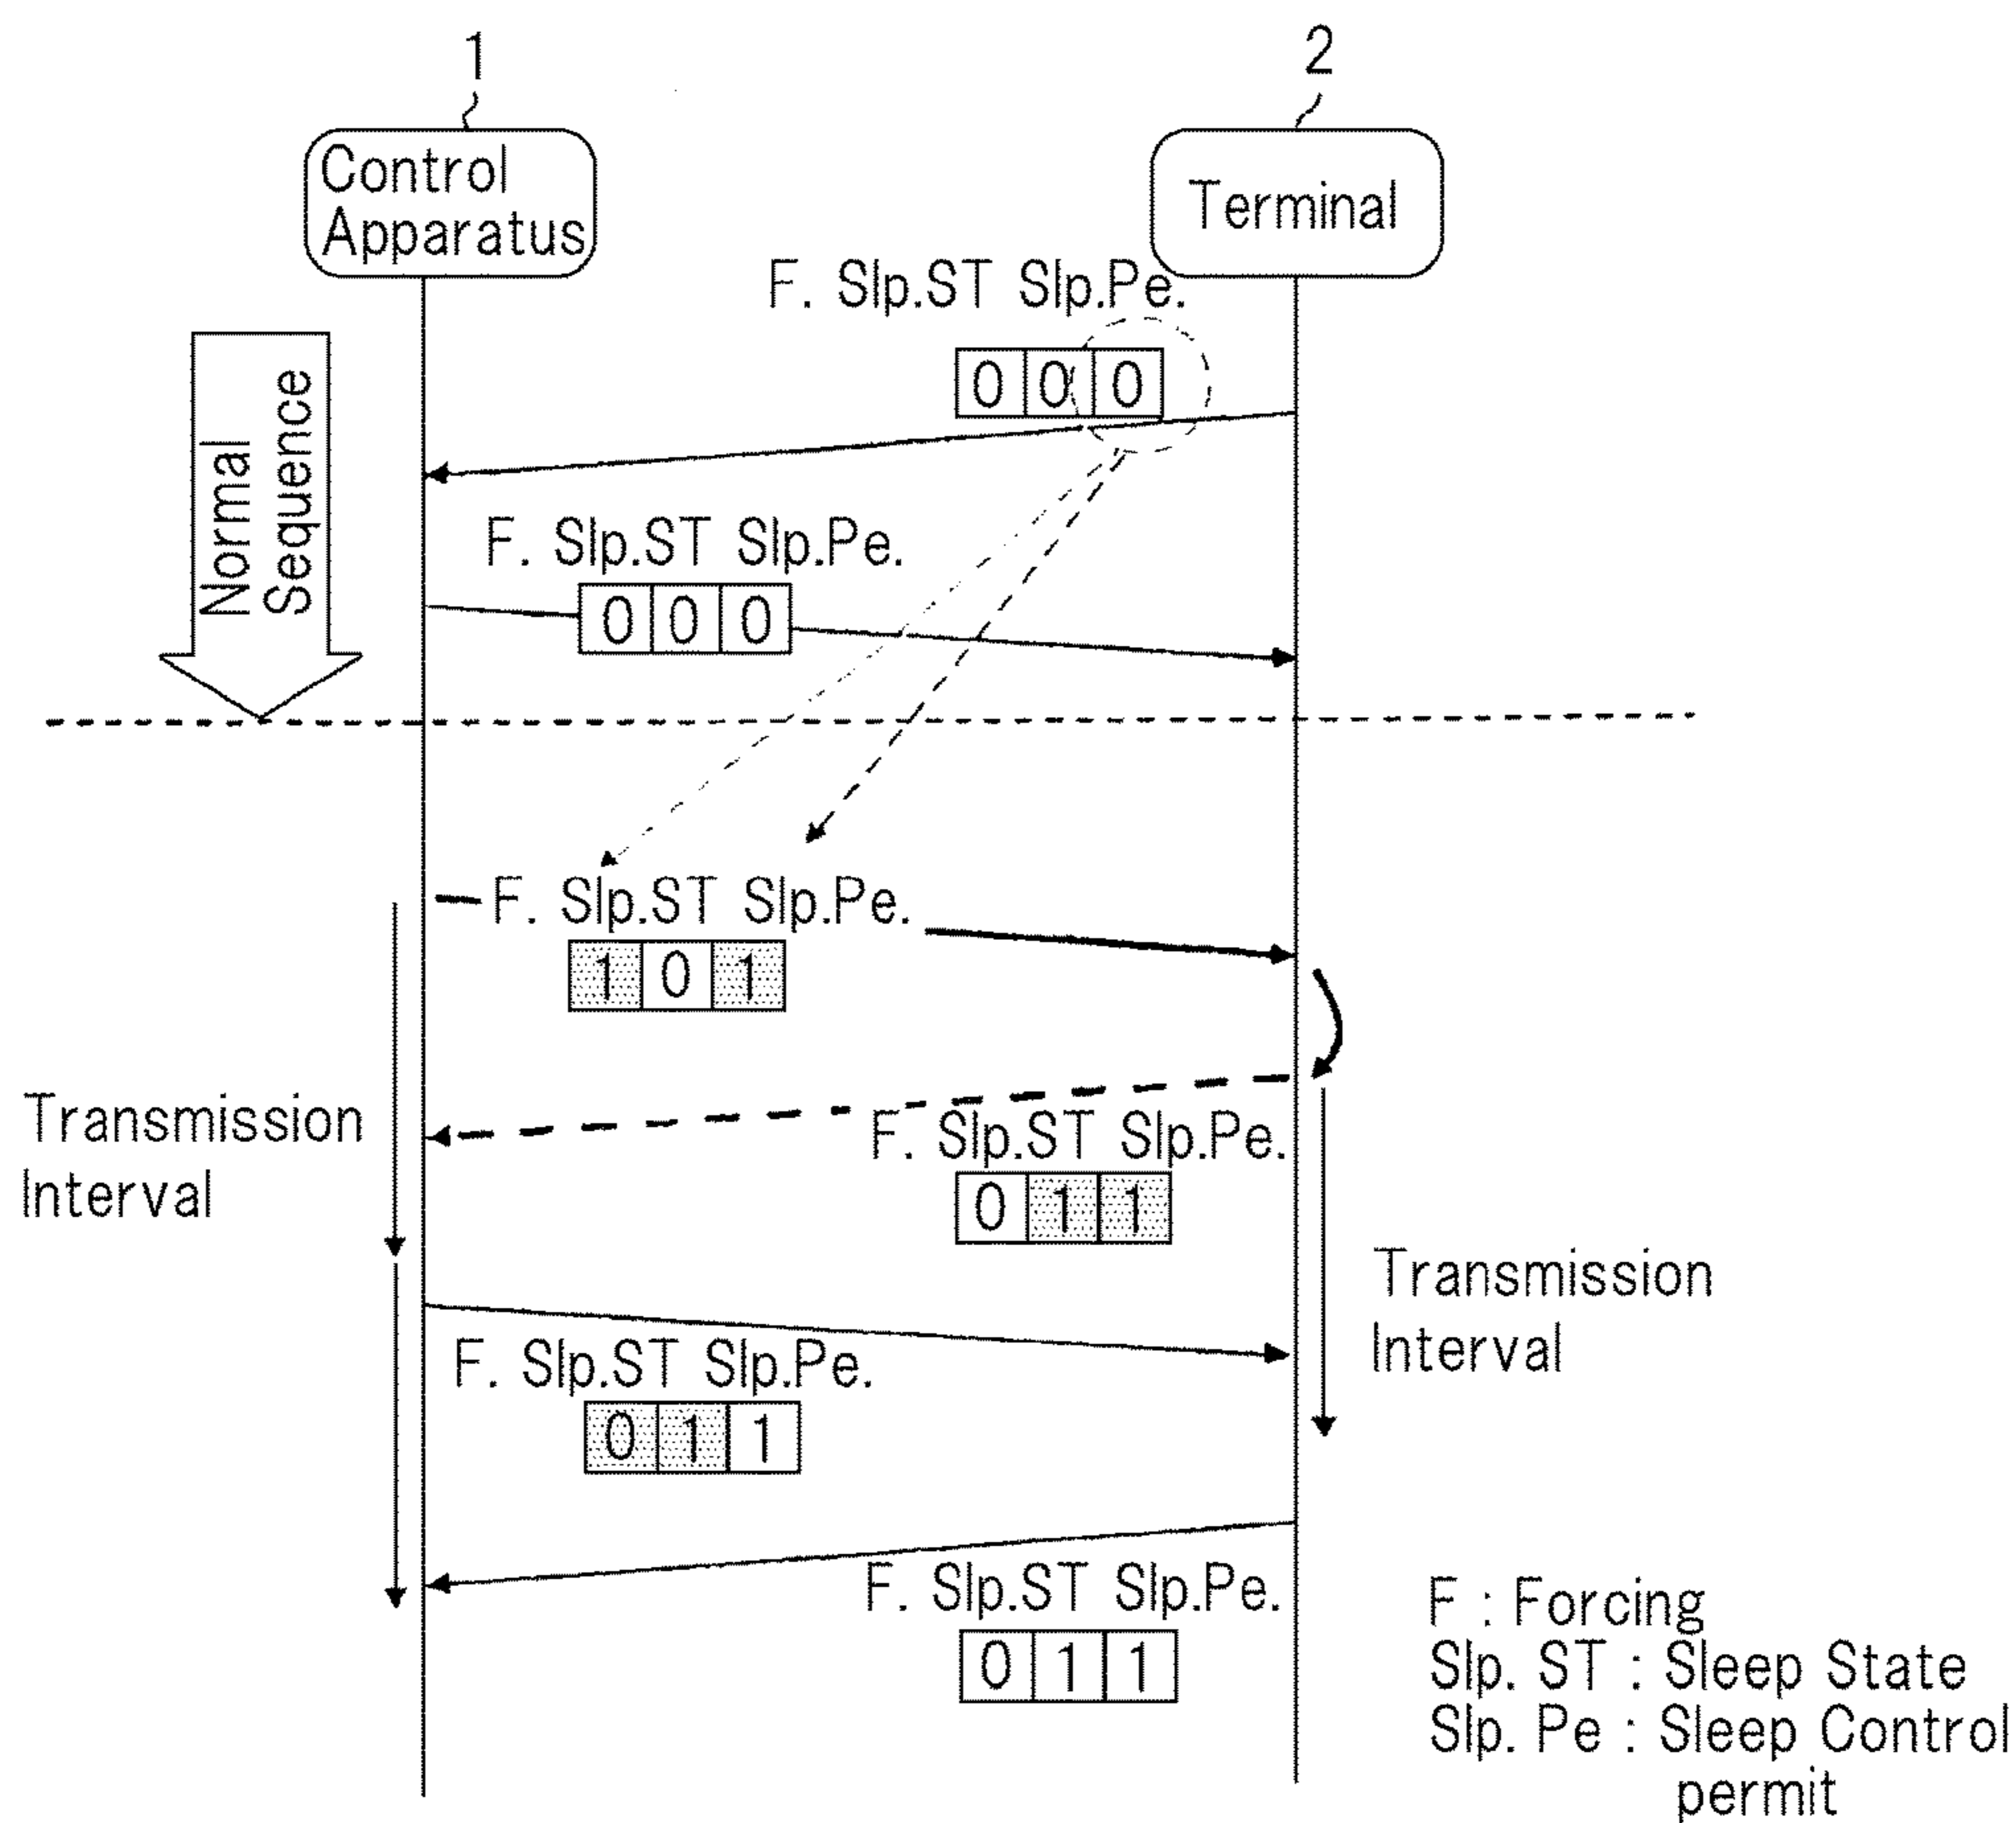 1
2
Control
Apparatus
Terminal
F. Slp.ST Slp.Pe.
0 0 0
Normal
Sequence
F. Slp.ST Slp.Pe.
0 0 0
F. Slp.ST Slp.Pe.
1 0 1
Transmission
Interval
F. Slp.ST Slp.Pe.
0 1 1
Transmission
Interval
F. Slp.ST Slp.Pe.
0 1 1
F. Slp.ST Slp.Pe.
0 1 1
F : Forcing
Slp. ST : Sleep State
Slp. Pe : Sleep Control
permit